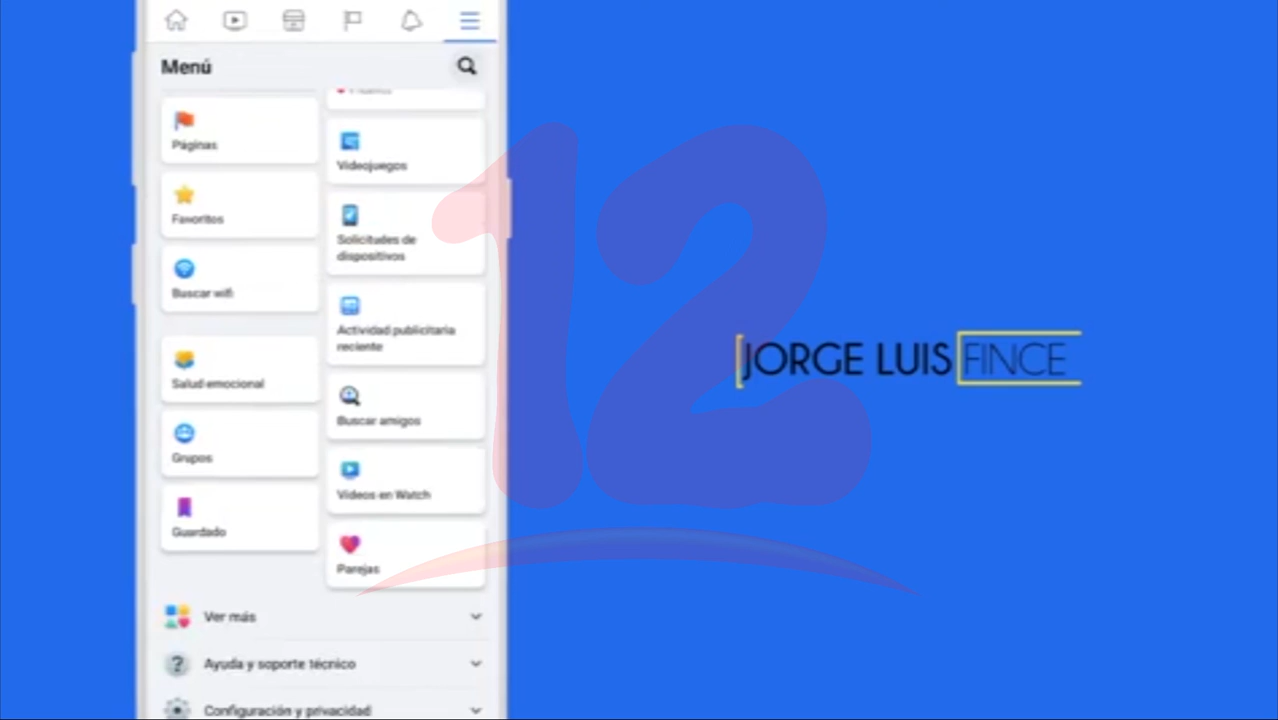 Menú
Páginas
Favoritos
Buscar wifi
Salud emocional
Grupos
Guardado
Videojuegos
Solicitudes de
dispositivos
Actividad publicitaria
reciente
Buscar amigos
Videos en Watch
Parejas
Ver más
Ayuda y soporte técnico
Configuración y privacidad
12
JORGE LUIS FINCE